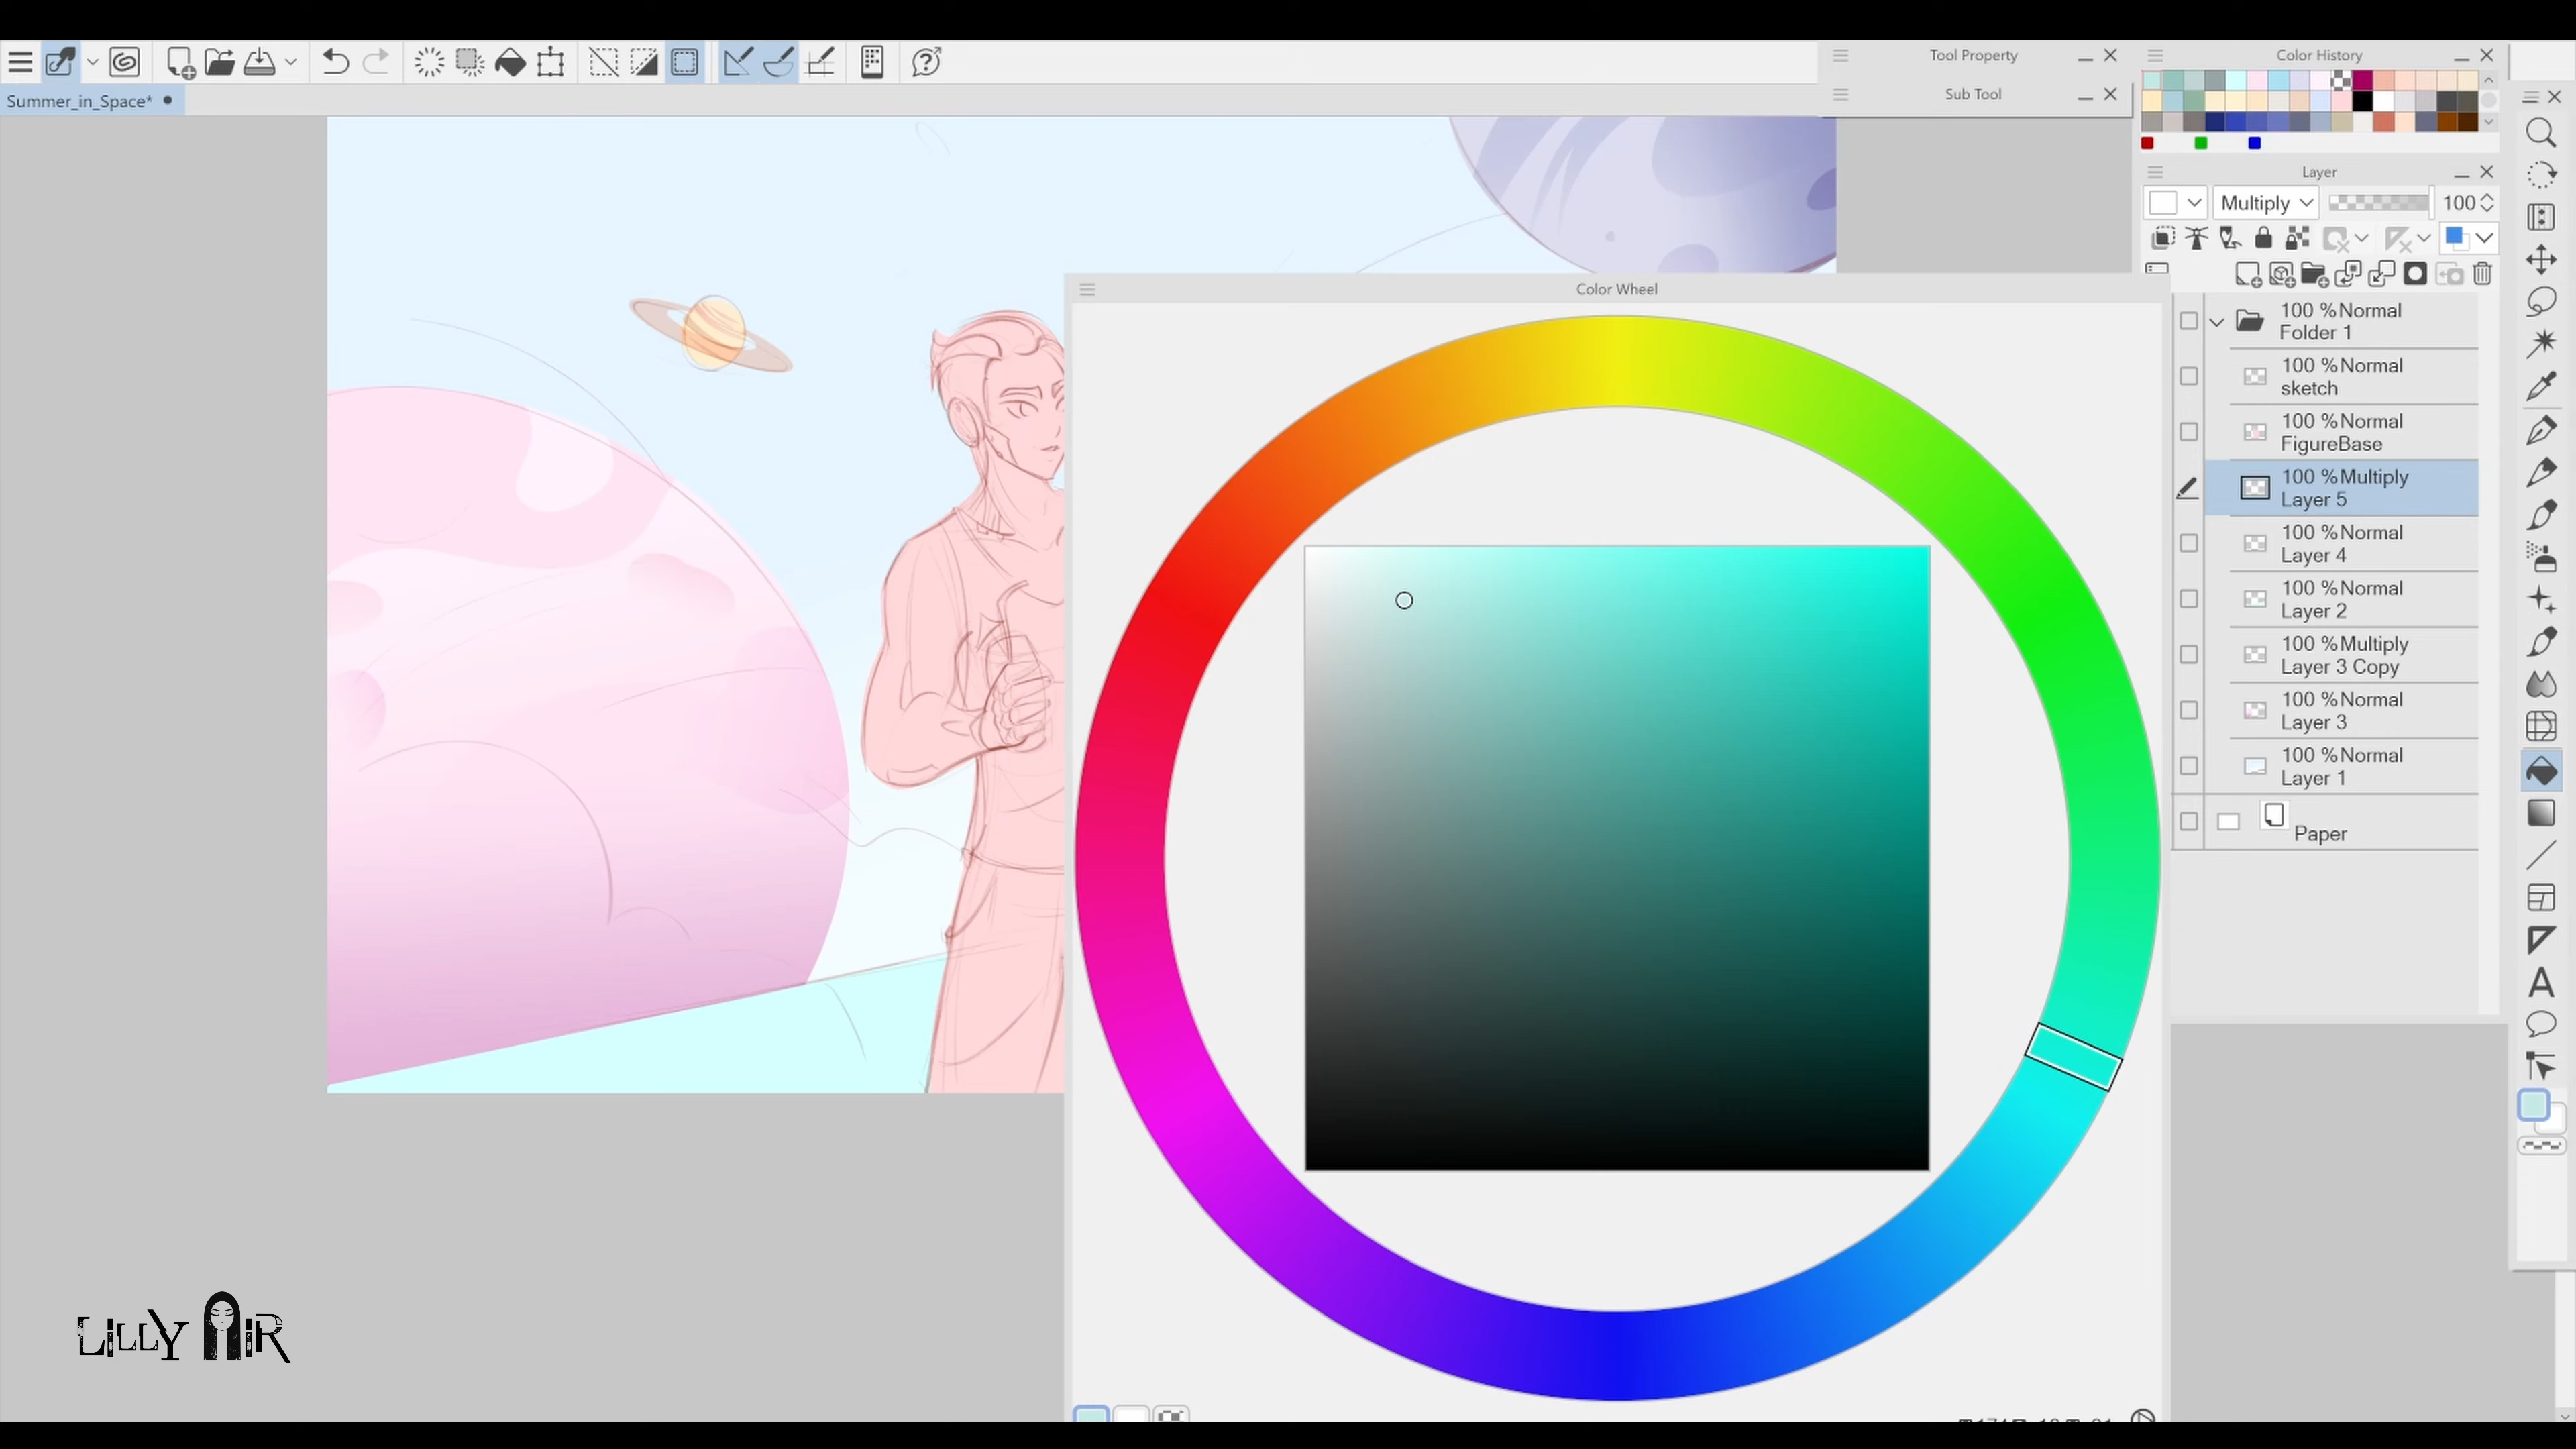 Tool Property
Color History
Summer_in_Space*
Sub Tool
Layer
Multiply
100
Color Wheel
100 %Normal
Folder 1
100 %Normal
sketch
100 %Normal
FigureBase
100 %Multiply
Layer 5
100 %Normal
Layer 4
100 %Normal
Layer 2
100 %Multiply
Layer 3 Copy
100 %Normal
Layer 3
100 %Normal
Layer 1
Paper
A
LILLY AIR